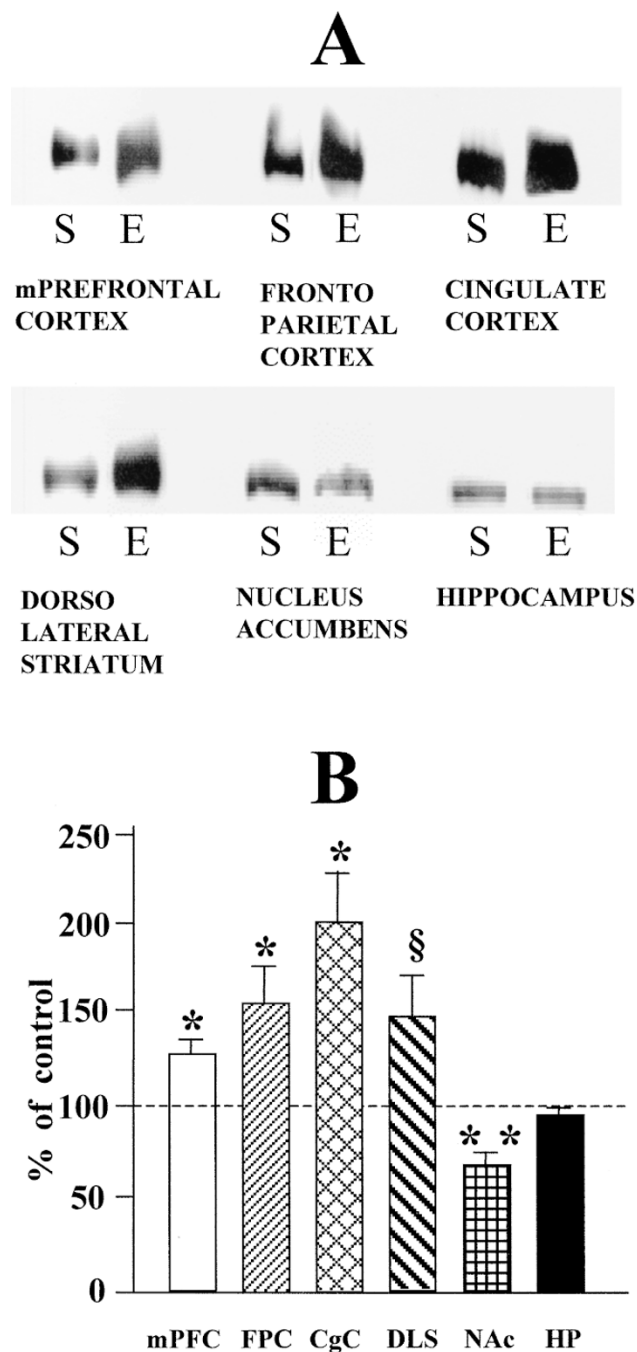 A
S E S E S E
mPREFRONTAL CORTEX
FRONTO PARIETAL CORTEX
CINGULATE CORTEX
S E S E S E
DORSO LATERAL STRIATUM
NUCLEUS ACCUMBENS
HIPPOCAMPUS
B
% of control
250
200
150
100
50
0
*
*
*
§
* *
mPFC FPC CgC DLS NAc HP